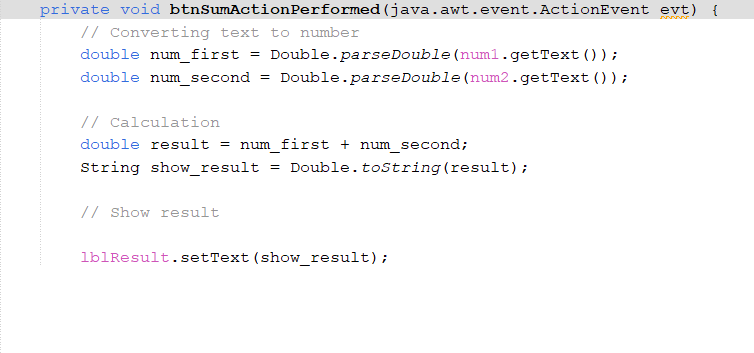 private void btnSumActionPerformed(java.awt.event.ActionEvent evt) {
// Converting text to number
double num_first = Double.parseDouble(num1.getText());
double num_second = Double.parseDouble(num2.getText());
// Calculation
double result = num_first + num_second;
String show_result = Double.toString(result);
// Show result
lblResult.setText(show_result);